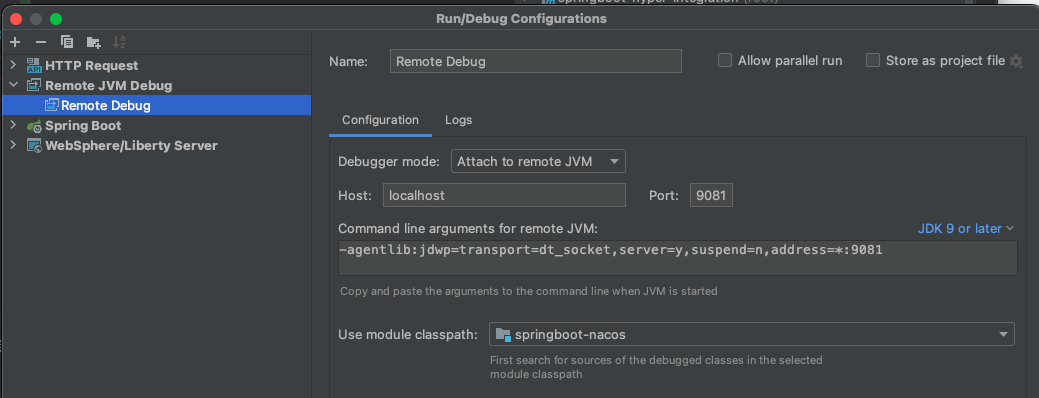 springboot-hyper-integration (root)
Run/Debug Configurations
HTTP Request
Remote JVM Debug
Remote Debug
Spring Boot
WebSphere/Liberty Server
Name: Remote Debug
Allow parallel run
Store as project file
Configuration Logs
Debugger mode: Attach to remote JVM
Host: localhost Port: 9081
Command line arguments for remote JVM: JDK 9 or later
-agentlib:jdwp=transport=dt_socket,server=y,suspend=n,address=*:9081
Copy and paste the arguments to the command line when JVM is started
Use module classpath: springboot-nacos
First search for sources of the debugged classes in the selected
module classpath